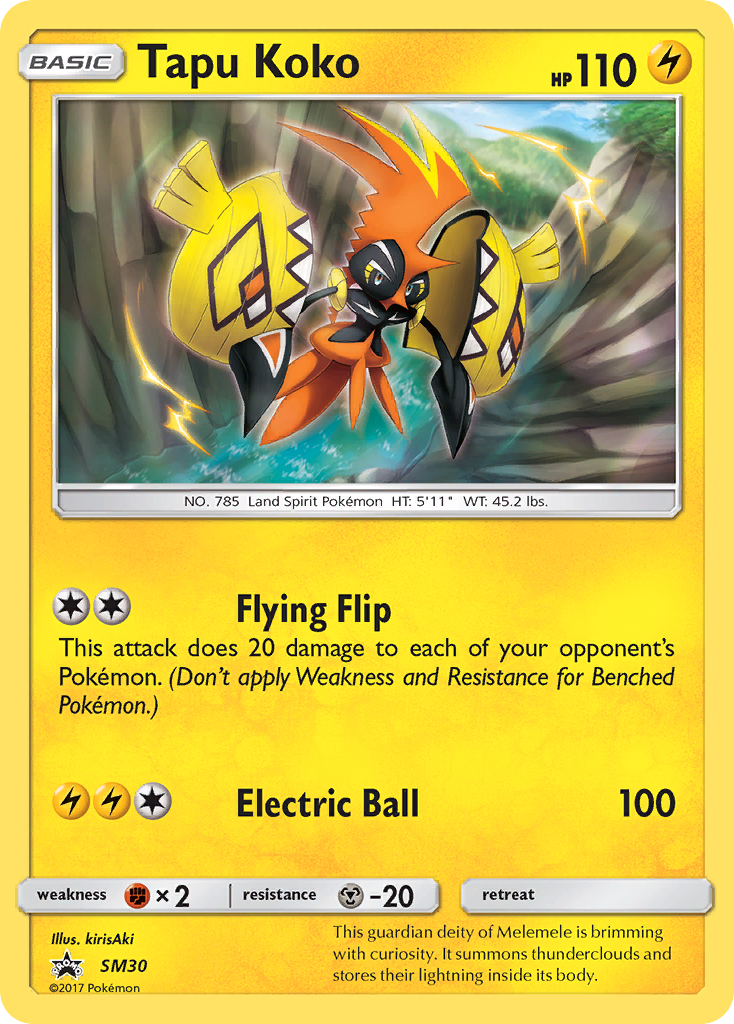 BASIC
Tapu Koko
HP 110
NO. 785 Land Spirit Pokémon HT: 5'11" WT: 45.2 lbs.
Flying Flip
This attack does 20 damage to each of your opponent's
Pokémon. (Don't apply Weakness and Resistance for Benched
Pokémon.)
Electric Ball 100
weakness ×2 resistance -20 retreat
Illus. kirisAki
PROMO SM30
©2017 Pokémon
This guardian deity of Melemele is brimming
with curiosity. It summons thunderclouds and
stores their lightning inside its body.